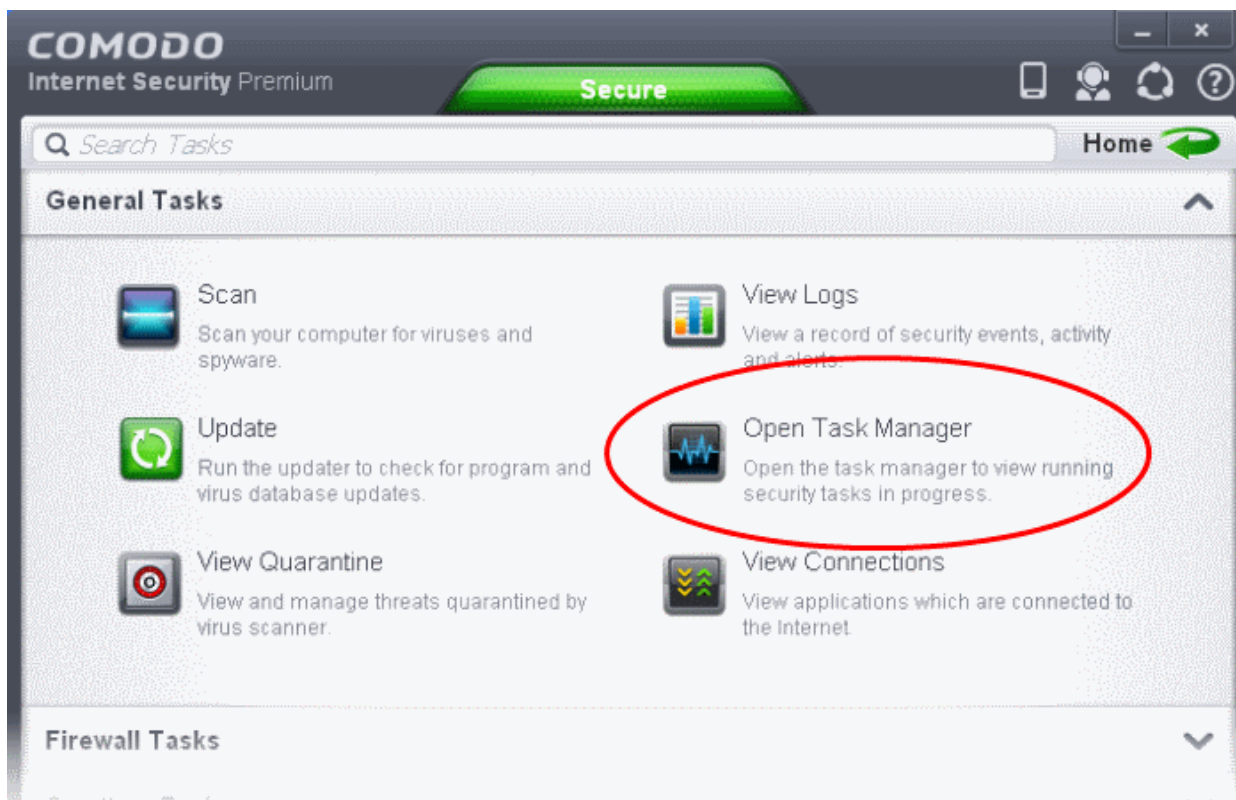 COMODO
Internet Security Premium
Secure
Search Tasks
Home
General Tasks
Scan
Scan your computer for viruses and
spyware.
View Logs
View a record of security events, activity
and alerts.
Update
Run the updater to check for program and
virus database updates.
Open Task Manager
Open the task manager to view running
security tasks in progress.
View Quarantine
View and manage threats quarantined by
virus scanner.
View Connections
View applications which are connected to
the Internet
Firewall Tasks